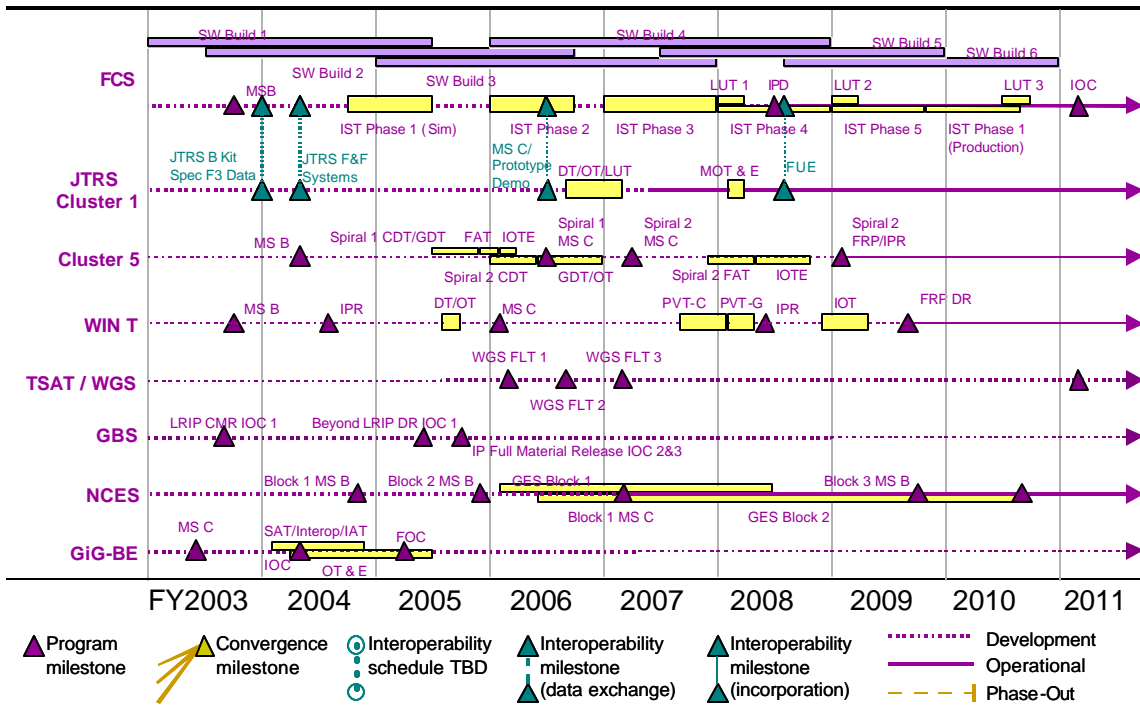 SW Build 1
SW Build 4
SW Build 5
SW Build 6
SW Build 2
SW Build 3
FCS
MSB
LUT 1
IPD
LUT 2
LUT 3
IOC
IST Phase 1 (Sim)
IST Phase 2
IST Phase 3
IST Phase 4
IST Phase 5
IST Phase 1
(Production)
JTRS B Kit
Spec F3 Data
JTRS F&F
Systems
MS C/
Prototype
Demo
JTRS
Cluster 1
DT/OT/LUT
MOT & E
FUE
Cluster 5
MS B
Spiral 1 CDT/GDT
FAT
IOTE
Spiral 1
MS C
Spiral 2
MS C
Spiral 2
FRP/IPR
Spiral 2 CDT
GDT/OT
Spiral 2 FAT
IOTE
WIN T
MS B
IPR
DT/OT
MS C
PVT-C
PVT-G
IPR
IOT
FRP DR
TSAT / WGS
WGS FLT 1
WGS FLT 3
WGS FLT 2
GBS
LRIP CMR IOC 1
Beyond LRIP DR IOC 1
IP Full Material Release IOC 2&3
NCES
Block 1 MS B
Block 2 MS B
GES Block 1
Block 3 MS B
Block 1 MS C
GES Block 2
GiG-BE
MS C
SAT/Interop/IAT
FOC
IOC
OT & E
FY2003 2004 2005 2006 2007 2008 2009 2010 2011
Program
milestone
Convergence
milestone
Interoperability
schedule TBD
Interoperability
milestone
(data exchange)
Interoperability
milestone
(incorporation)
Development
Operational
Phase-Out